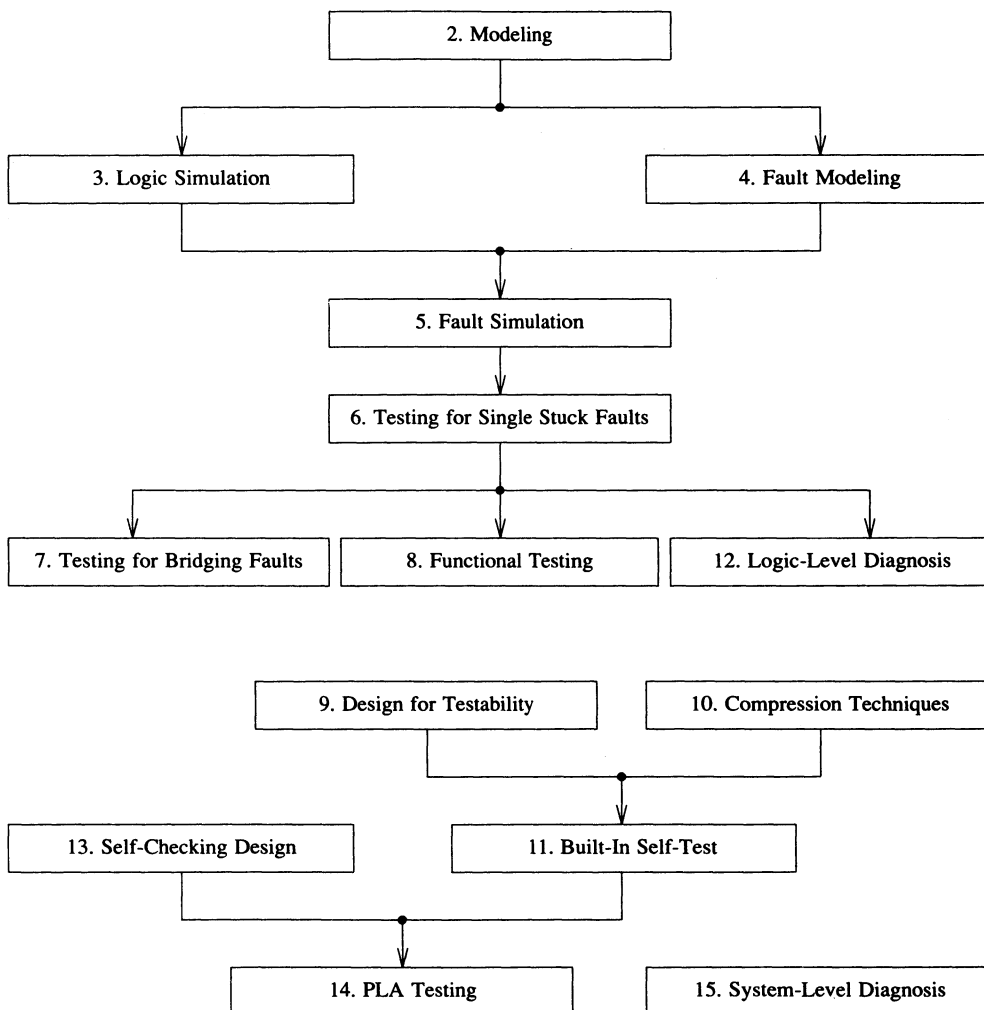 2. Modeling
3. Logic Simulation
4. Fault Modeling
5. Fault Simulation
6. Testing for Single Stuck Faults
7. Testing for Bridging Faults
8. Functional Testing
12. Logic-Level Diagnosis
9. Design for Testability
10. Compression Techniques
13. Self-Checking Design
11. Built-In Self-Test
14. PLA Testing
15. System-Level Diagnosis